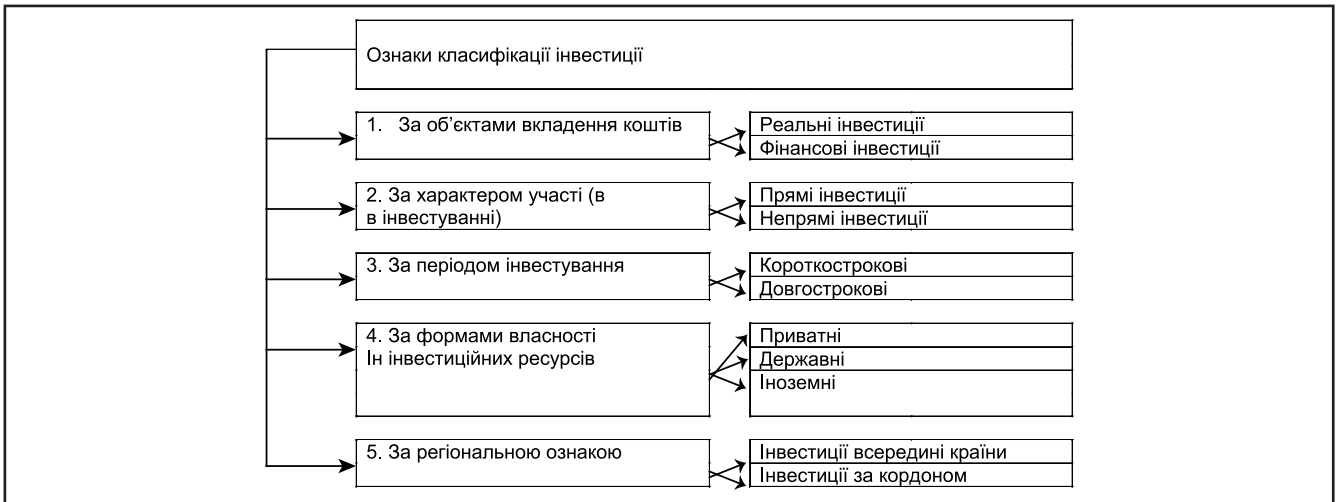 Ознаки класифікації інвестиції
1. За об’єктами вкладення коштів
Реальні інвестиції
Фінансові інвестиції
2. За характером участі (в
в інвестуванні)
Прямі інвестиції
Непрямі інвестиції
3. За періодом інвестування
Короткострокові
Довгострокові
4. За формами власності
Ін інвестиційних ресурсів
Приватні
Державні
Іноземні
5. За регіональною ознакою
Інвестиції всередині країни
Інвестиції за кордоном